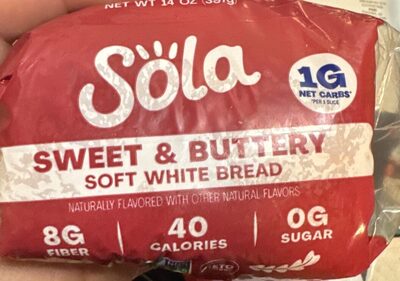 NET WT 14 OZ (397g)
Sola
1G
NET CARBS*
*PER 1 SLICE
SWEET & BUTTERY
SOFT WHITE BREAD
NATURALLY FLAVORED WITH OTHER NATURAL FLAVORS
8G
FIBER
40
CALORIES
0G
SUGAR